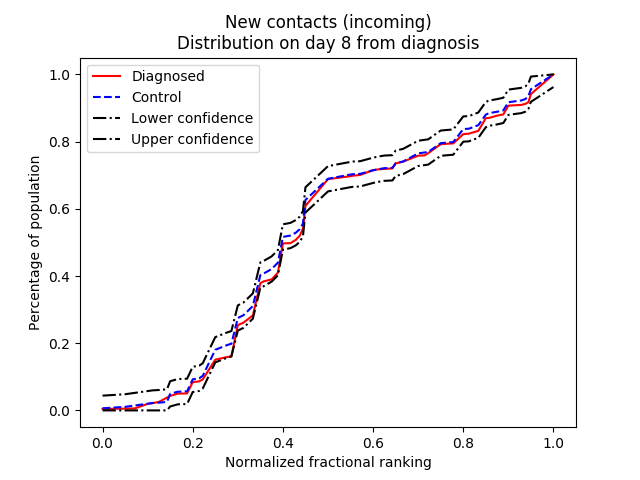 New contacts (incoming)
Distribution on day 8 from diagnosis
Diagnosed
Control
Lower confidence
Upper confidence
1.0
0.8
0.6
0.4
0.2
0.0
Percentage of population
0.0 0.2 0.4 0.6 0.8 1.0
Normalized fractional ranking